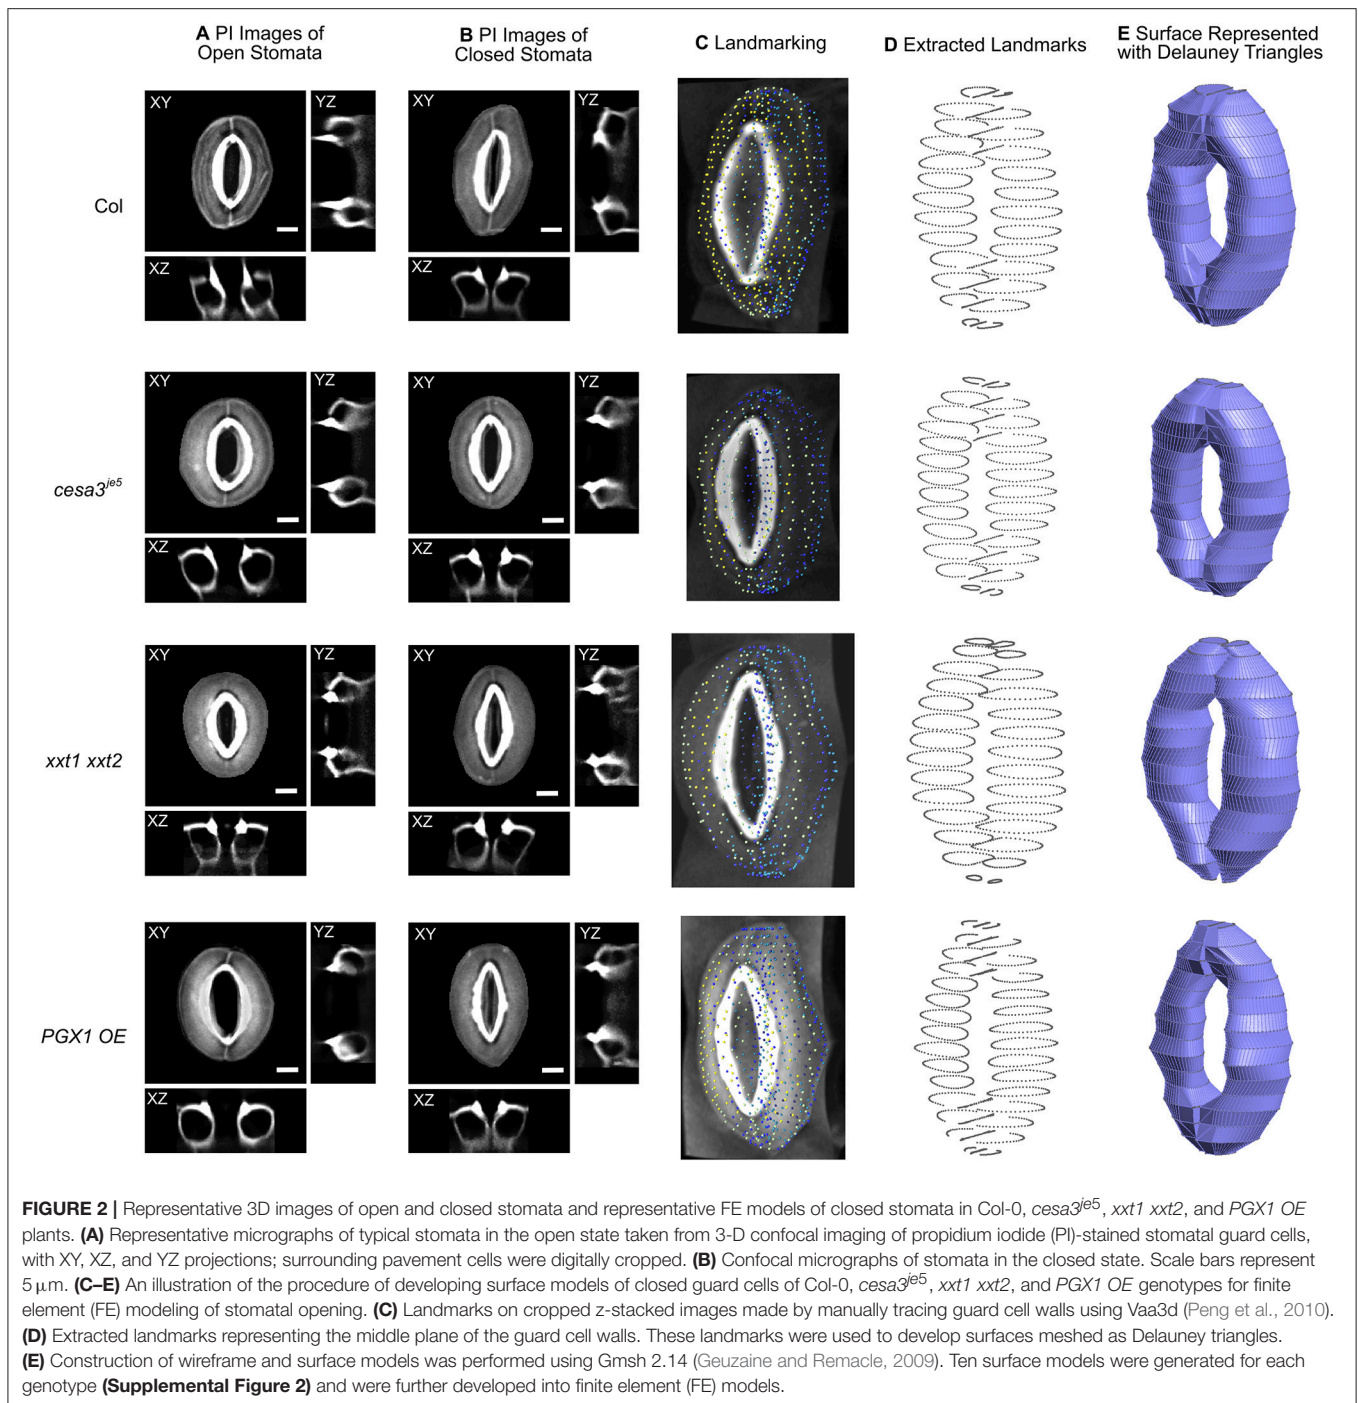 A PI Images of
Open Stomata
B PI Images of
Closed Stomata
C Landmarking
D Extracted Landmarks
E Surface Represented
with Delauney Triangles
Col
XY
YZ
XZ
XY
YZ
XZ
cesa3je5
XY
YZ
XZ
XY
YZ
XZ
xxt1 xxt2
XY
YZ
XZ
XY
YZ
XZ
PGX1 OE
XY
YZ
XZ
XY
YZ
XZ
FIGURE 2 | Representative 3D images of open and closed stomata and representative FE models of closed stomata in Col-0, cesa3je5, xxt1 xxt2, and PGX1 OE
plants. (A) Representative micrographs of typical stomata in the open state taken from 3-D confocal imaging of propidium iodide (PI)-stained stomatal guard cells,
with XY, XZ, and YZ projections; surrounding pavement cells were digitally cropped. (B) Confocal micrographs of stomata in the closed state. Scale bars represent
5 μm. (C–E) An illustration of the procedure of developing surface models of closed guard cells of Col-0, cesa3je5, xxt1 xxt2, and PGX1 OE genotypes for finite
element (FE) modeling of stomatal opening. (C) Landmarks on cropped z-stacked images made by manually tracing guard cell walls using Vaa3d (Peng et al., 2010).
(D) Extracted landmarks representing the middle plane of the guard cell walls. These landmarks were used to develop surfaces meshed as Delauney triangles.
(E) Construction of wireframe and surface models was performed using Gmsh 2.14 (Geuzaine and Remacle, 2009). Ten surface models were generated for each
genotype (Supplemental Figure 2) and were further developed into finite element (FE) models.